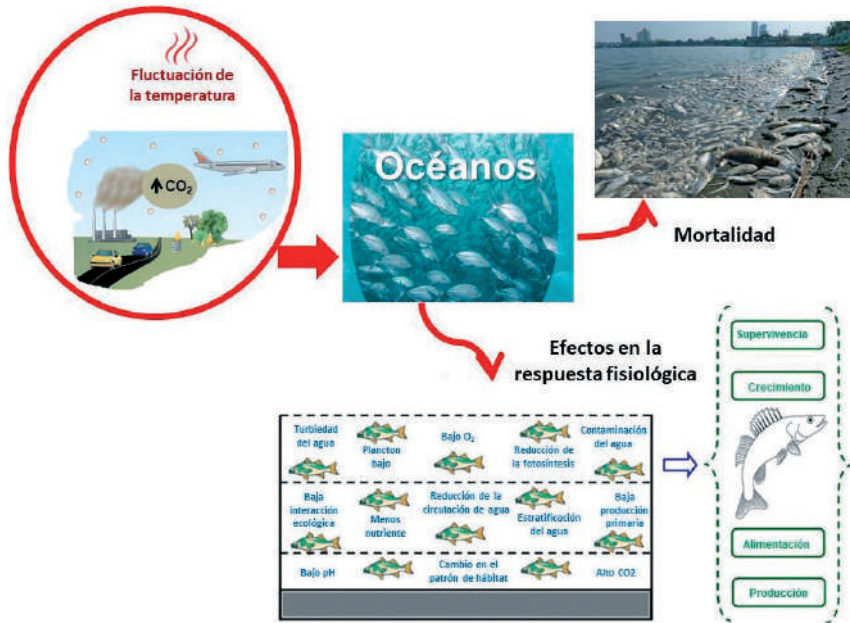 Fluctuación de
la temperatura
CO₂
Océanos
Mortalidad
Efectos en la
respuesta fisiológica
Turbiedad
del agua
Plancton
bajo
Bajo O₂
Reducción de
la fotosíntesis
Contaminación
del agua
Baja
interacción
ecológica
Menos
nutriente
Reducción de la
circulación de agua
Estratificación
del agua
Baja
producción
primaria
Bajo pH
Cambio en el
patrón de hábitat
Alto CO2
Supervivencia
Crecimiento
Alimentación
Producción